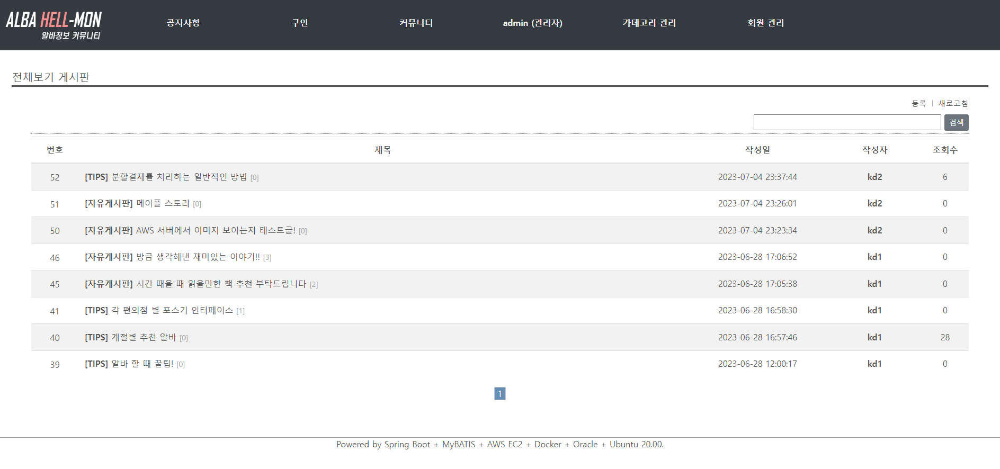 ALBA HELL-MON
알바정보 커뮤니티
공지사항 구인 커뮤니티 admin (관리자) 카테고리 관리 회원 관리
전체보기 게시판
등록 | 새로고침
검색
번호 제목 작성일 작성자 조회수
52 [TIPS] 분할결제를 처리하는 일반적인 방법 [0] 2023-07-04 23:37:44 kd2 6
51 [자유게시판] 메이플 스토리 [0] 2023-07-04 23:26:01 kd2 0
50 [자유게시판] AWS 서버에서 이미지 보이는지 테스트글! [0] 2023-07-04 23:23:34 kd2 0
46 [자유게시판] 방금 생각해낸 재미있는 이야기!! [3] 2023-06-28 17:06:52 kd1 0
45 [자유게시판] 시간 때울 때 읽을만한 책 추천 부탁드립니다 [2] 2023-06-28 17:05:38 kd1 0
41 [TIPS] 각 편의점 별 포스기 인터페이스 [1] 2023-06-28 16:58:30 kd1 0
40 [TIPS] 계절별 추천 알바 [0] 2023-06-28 16:57:46 kd1 28
39 [TIPS] 알바 할 때 꿀팁! [0] 2023-06-28 12:00:17 kd1 0
1
Powered by Spring Boot + MyBATIS + AWS EC2 + Docker + Oracle + Ubuntu 20.00.